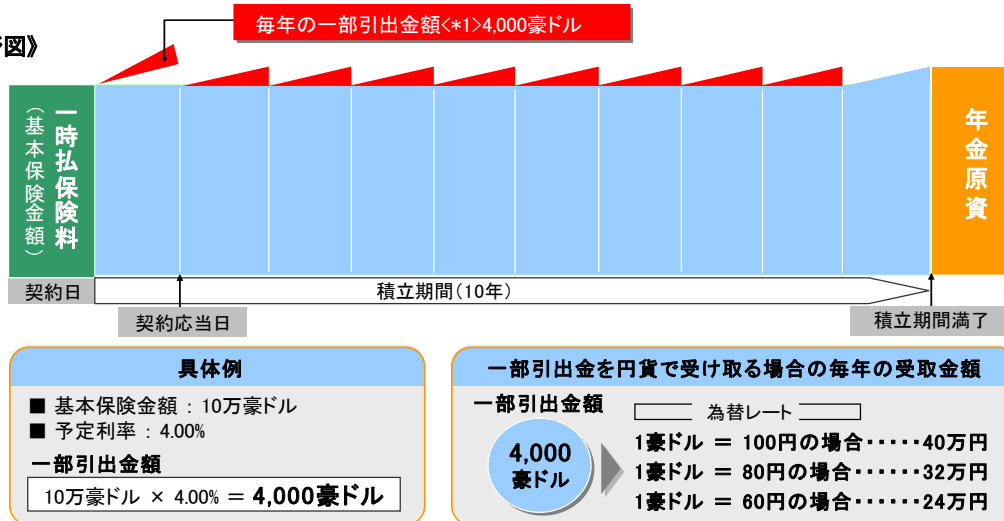 毎年の一部引出金額<*1>4,000豪ドル
図》
一時払保険料
（基本保険金額）
年金原資
契約日
積立期間（10年）
契約応当日
積立期間満了
具体例
■ 基本保険金額 : 10万豪ドル
■ 予定利率 : 4.00%
一部引出金額
10万豪ドル × 4.00% = 4,000豪ドル
一部引出金を円貨で受け取る場合の毎年の受取金額
一部引出金額
為替レート
4,000
豪ドル
1豪ドル = 100円の場合‥‥‥40万円
1豪ドル = 80円の場合‥‥‥32万円
1豪ドル = 60円の場合‥‥‥24万円